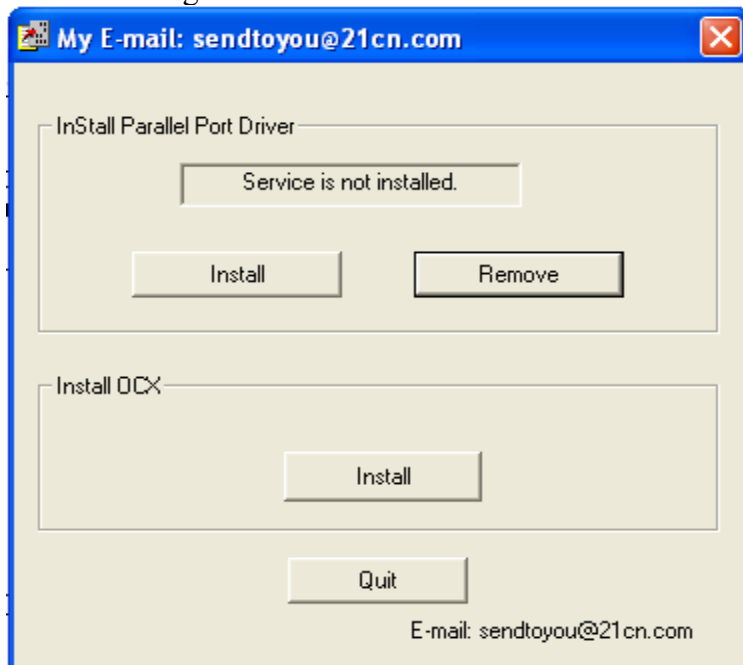 My E-mail: sendtoyou@21cn.com
InStall Parallel Port Driver
Service is not installed.
Install Remove
Install OCX
Install
Quit
E-mail: sendtoyou@21cn.com